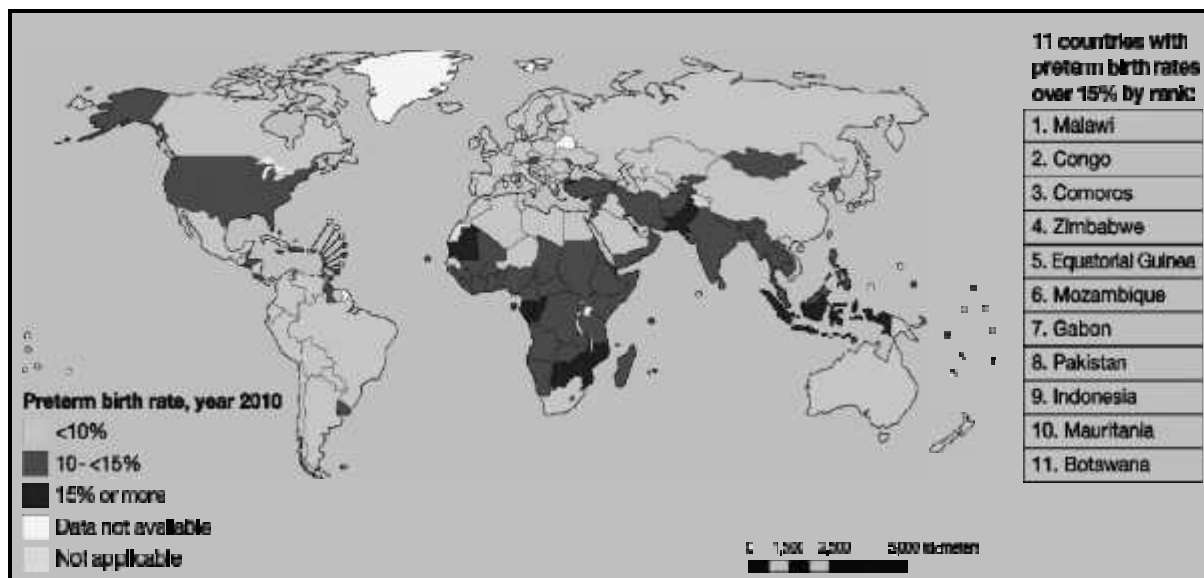 11 countries with
preterm birth rates
over 15% by rank:
1. Malawi
2. Congo
3. Comoros
4. Zimbabwe
5. Equatorial Guinea
6. Mozambique
7. Gabon
8. Pakistan
9. Indonesia
10. Mauritania
11. Botswana
Preterm birth rate, year 2010
<10%
10-<15%
15% or more
Data not available
Not applicable
0 1,500 5,000 kilometers